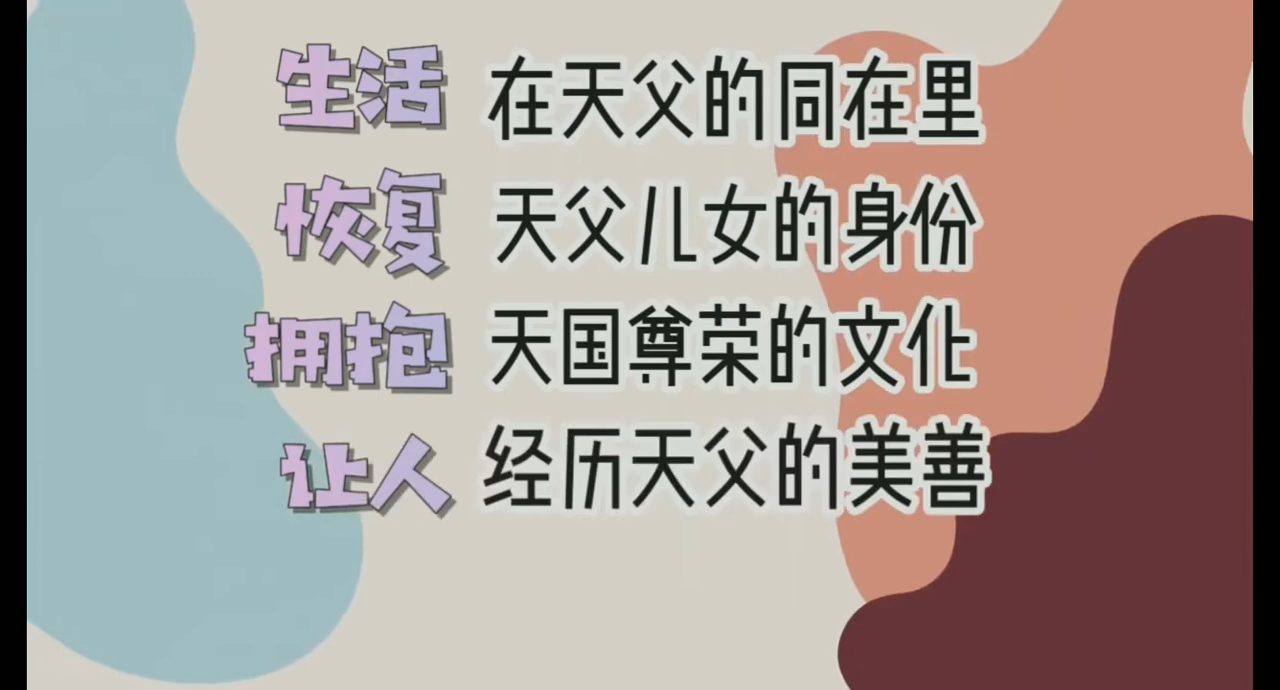 生活 在天父的同在里
恢复 天父儿女的身份
拥抱 天国尊荣的文化
让人 经历天父的美善